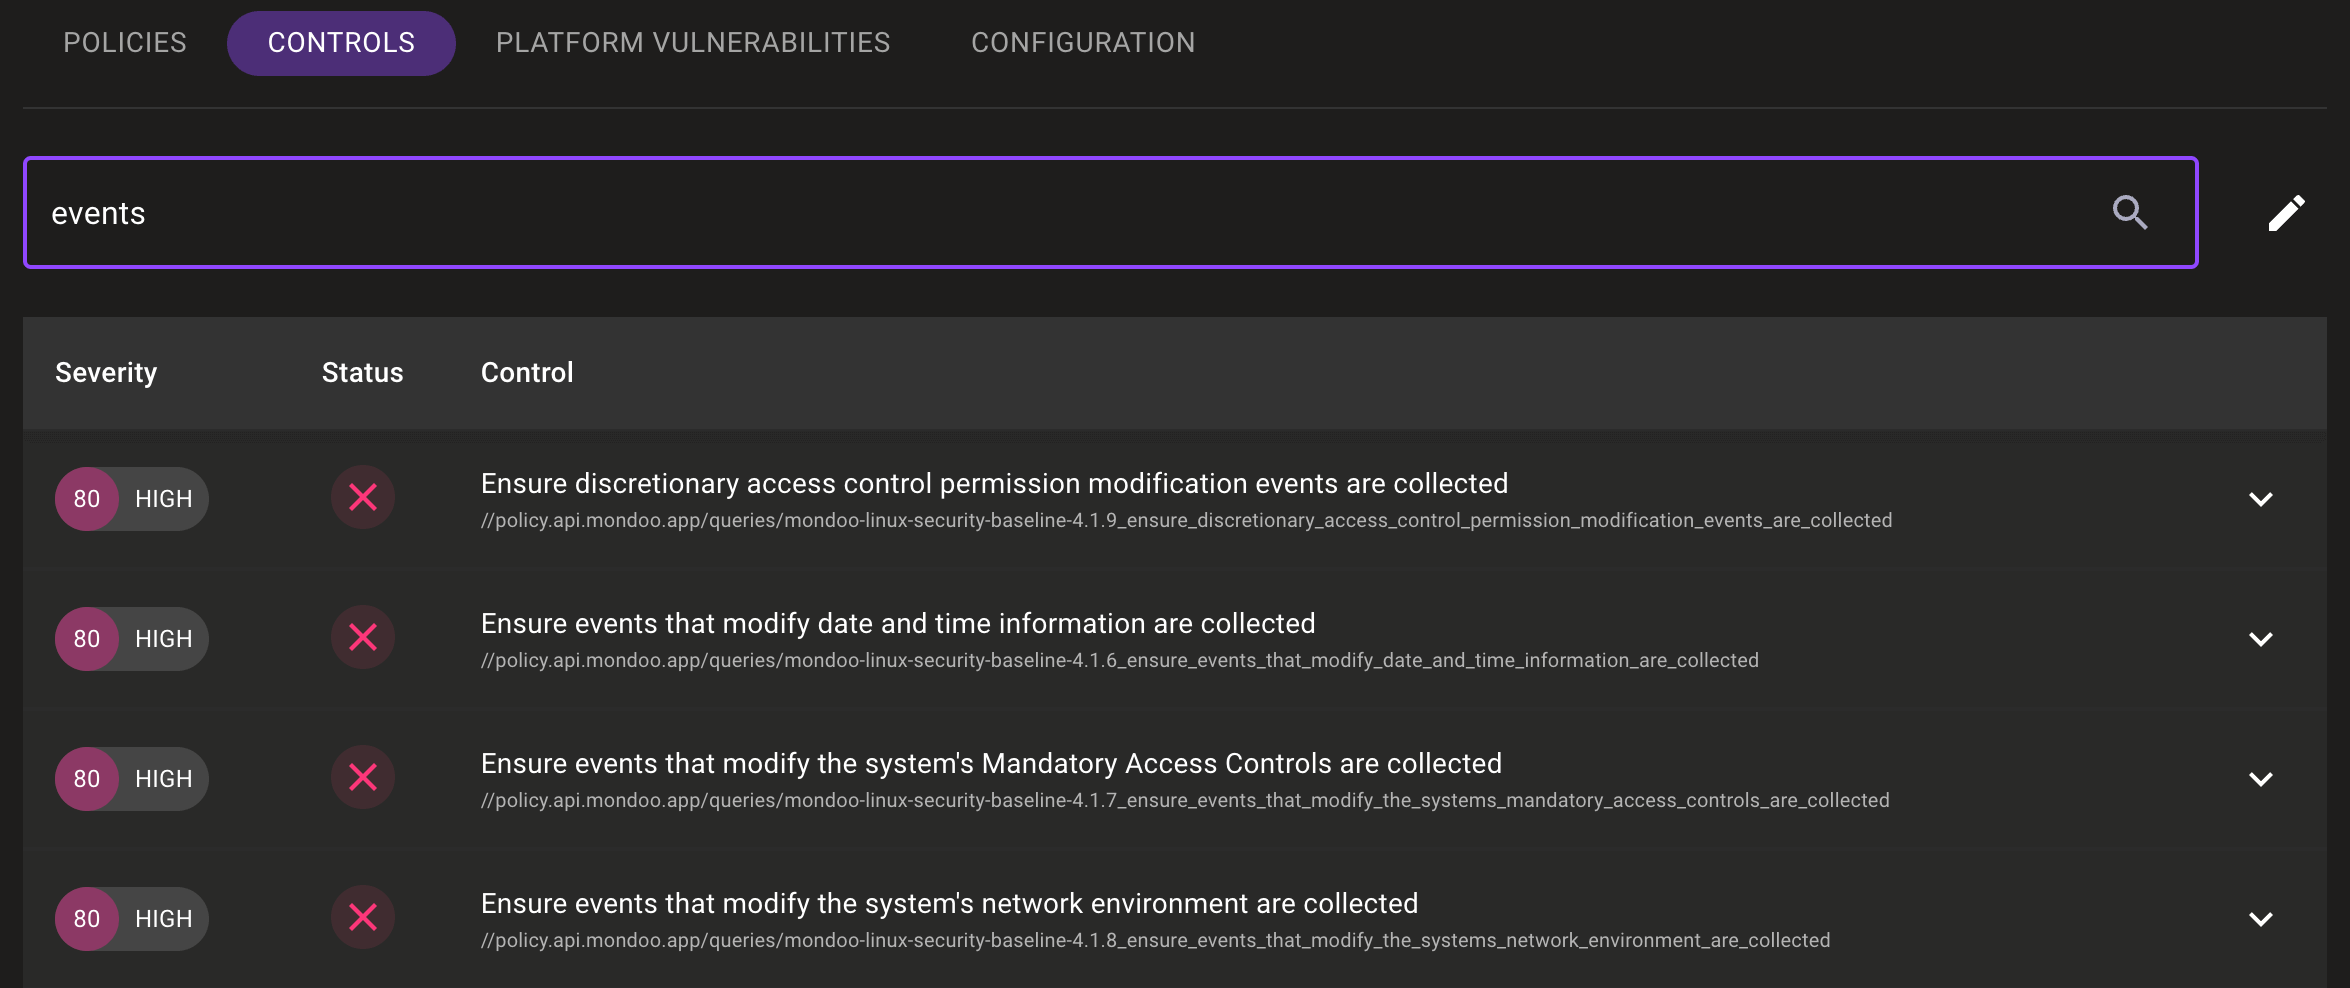 POLICIES CONTROLS PLATFORM VULNERABILITIES CONFIGURATION
events
Severity Status Control
80 HIGH Ensure discretionary access control permission modification events are collected
//policy.api.mondoo.app/queries/mondoo-linux-security-baseline-4.1.9_ensure_discretionary_access_control_permission_modification_events_are_collected
80 HIGH Ensure events that modify date and time information are collected
//policy.api.mondoo.app/queries/mondoo-linux-security-baseline-4.1.6_ensure_events_that_modify_date_and_time_information_are_collected
80 HIGH Ensure events that modify the system's Mandatory Access Controls are collected
//policy.api.mondoo.app/queries/mondoo-linux-security-baseline-4.1.7_ensure_events_that_modify_the_systems_mandatory_access_controls_are_collected
80 HIGH Ensure events that modify the system's network environment are collected
//policy.api.mondoo.app/queries/mondoo-linux-security-baseline-4.1.8_ensure_events_that_modify_the_systems_network_environment_are_collected